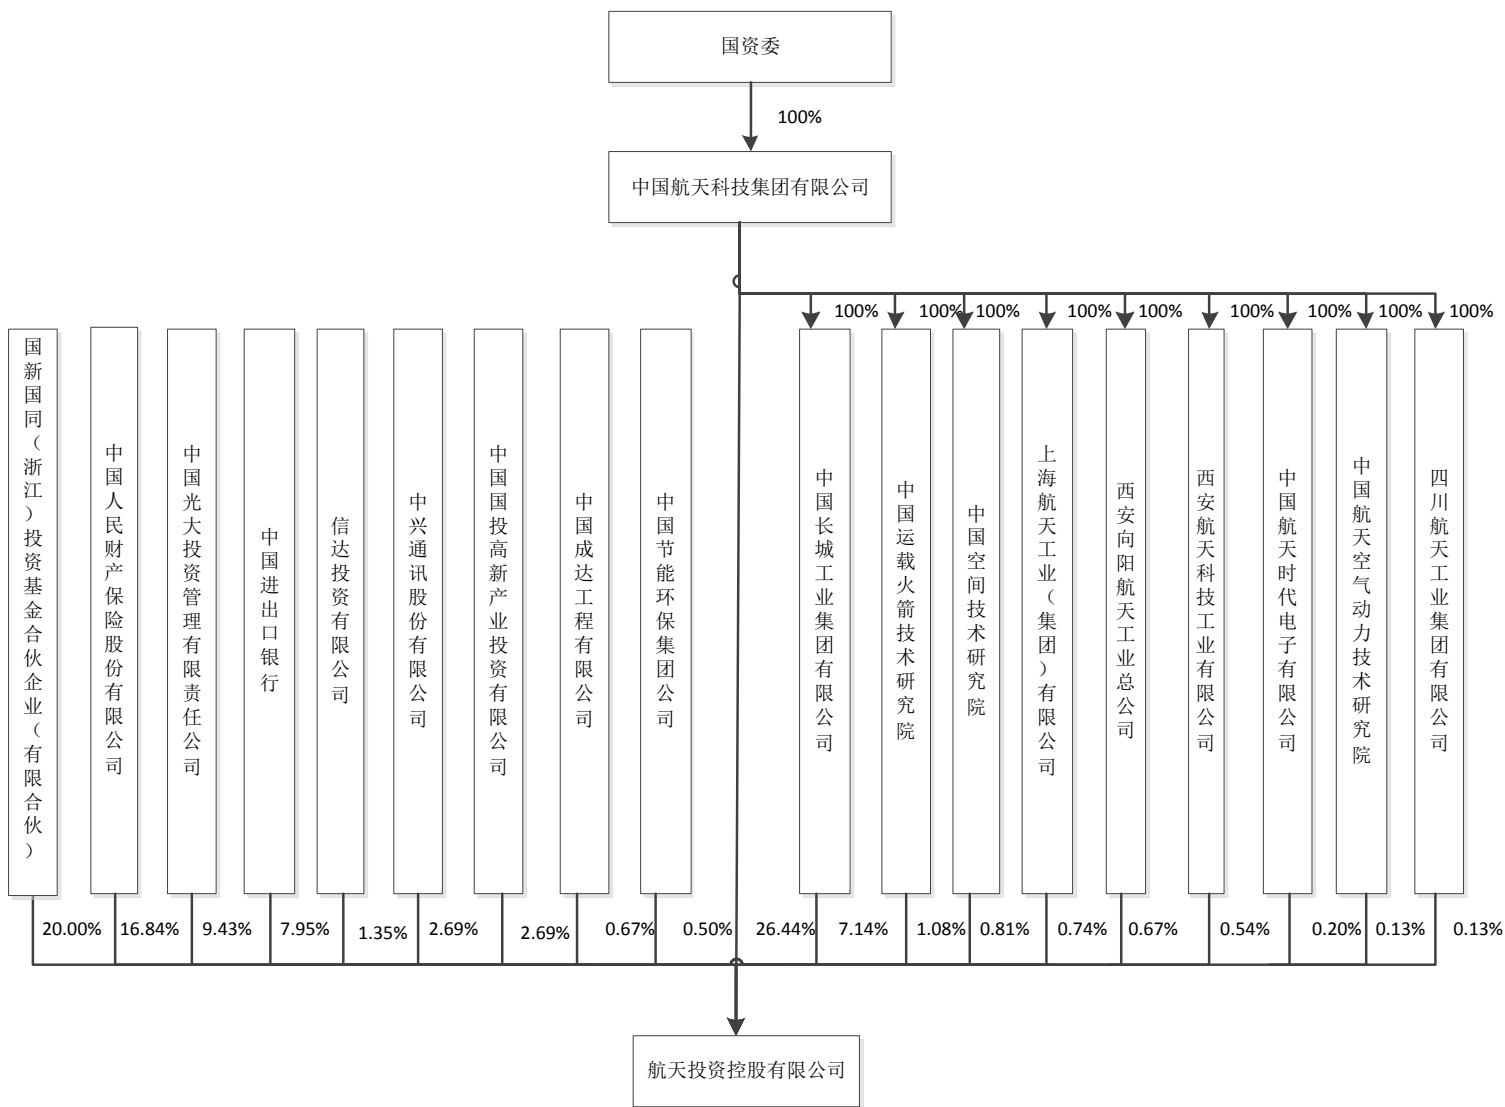 国资委
100%
中国航天科技集团有限公司
100%
100%
100%
100%
100%
100%
100%
100%
100%
国新国同（浙江）投资基金合伙企业（有限合伙）
中国人民财产保险股份有限公司
中国光大投资管理有限责任公司
中国进出口银行
信达投资有限公司
中兴通讯股份有限公司
中国国投高新产业投资有限公司
中国成达工程有限公司
中国节能环保集团公司
中国长城工业集团有限公司
中国运载火箭技术研究院
中国空间技术研究院
上海航天工业（集团）有限公司
西安向阳航天工业总公司
西安航天科技工业有限公司
中国航天时代电子有限公司
中国航天空气动力技术研究院
四川航天工业集团有限公司
20.00%
16.84%
9.43%
7.95%
1.35%
2.69%
2.69%
0.67%
0.50%
26.44%
7.14%
1.08%
0.81%
0.74%
0.67%
0.54%
0.20%
0.13%
0.13%
航天投资控股有限公司